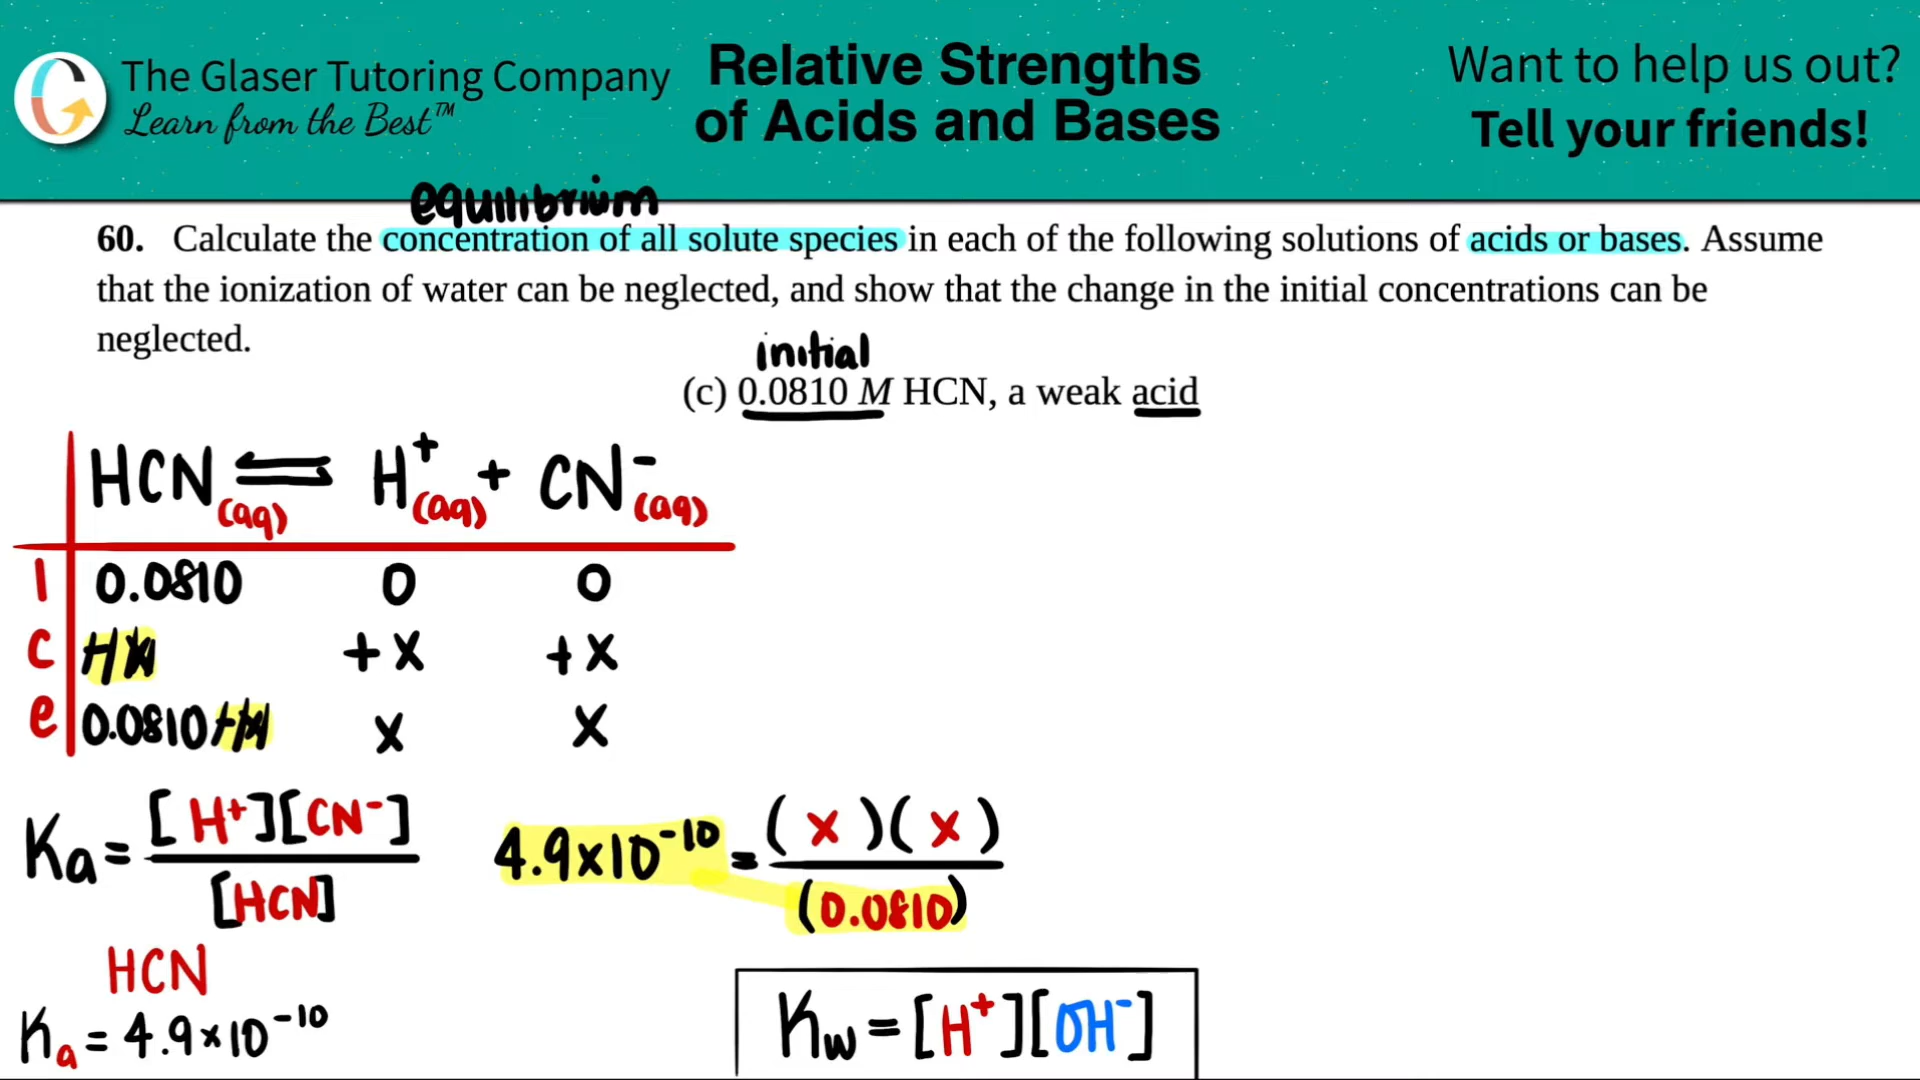 The Glaser Tutoring Company
Learn from the Best™
Relative Strengths
of Acids and Bases
Want to help us out?
Tell your friends!
equilibrium
60. Calculate the concentration of all solute species in each of the following solutions of acids or bases. Assume
that the ionization of water can be neglected, and show that the change in the initial concentrations can be
neglected.
initial
(c) 0.0810 M HCN, a weak acid
HCN(aq) ⇌ H⁺(aq) + CN⁻(aq)
I 0.0810 0 0
C +x +x
e 0.0810 x x
Ka = [H⁺][CN⁻] / [HCN]
4.9x10⁻¹⁰ = (x)(x) / (0.0810)
HCN
Ka = 4.9x10⁻¹⁰
Kw = [H⁺][OH⁻]